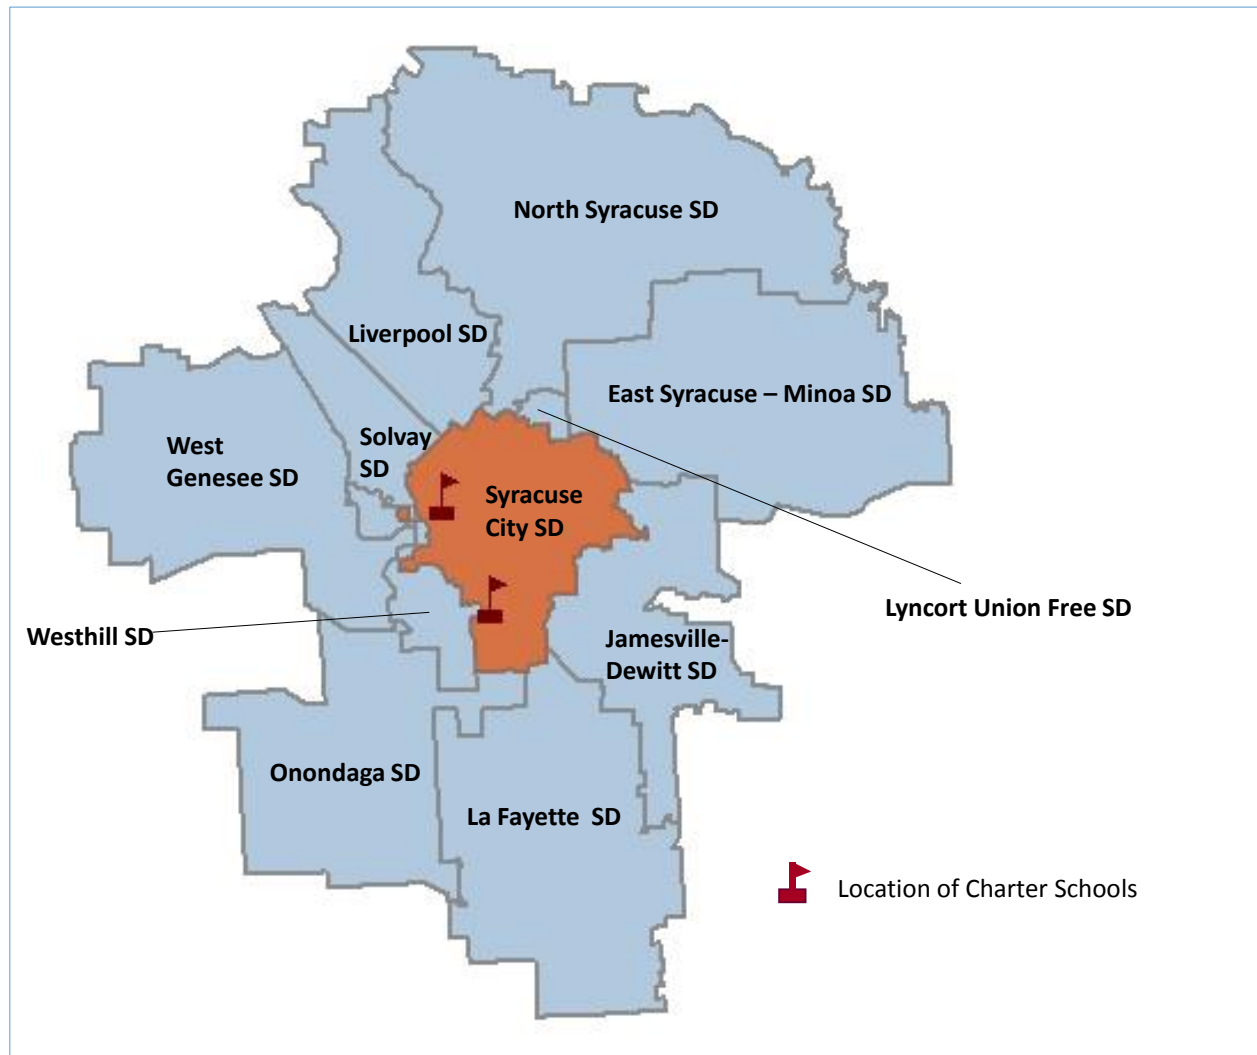 North Syracuse SD
Liverpool SD
East Syracuse – Minoa SD
West
Genesee SD
Solvay
SD
Syracuse
City SD
Lyncort Union Free SD
Westhill SD
Jamesville-
Dewitt SD
Onondaga SD
La Fayette  SD
Location of Charter Schools